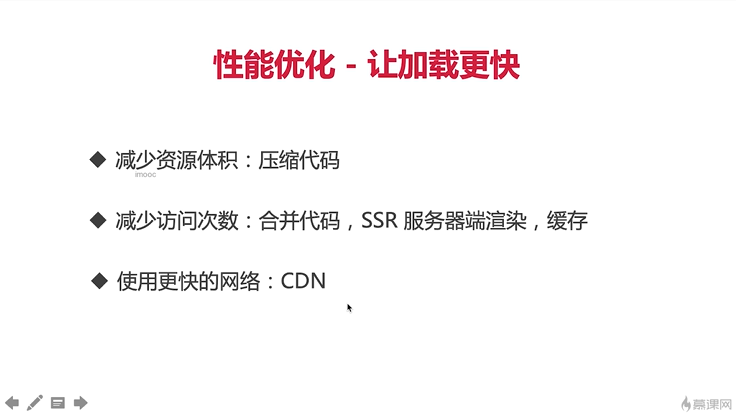 性能优化 - 让加载更快
◆ 减少资源体积：压缩代码
imooc
◆ 减少访问次数：合并代码，SSR 服务器端渲染，缓存
◆ 使用更快的网络：CDN
慕课网